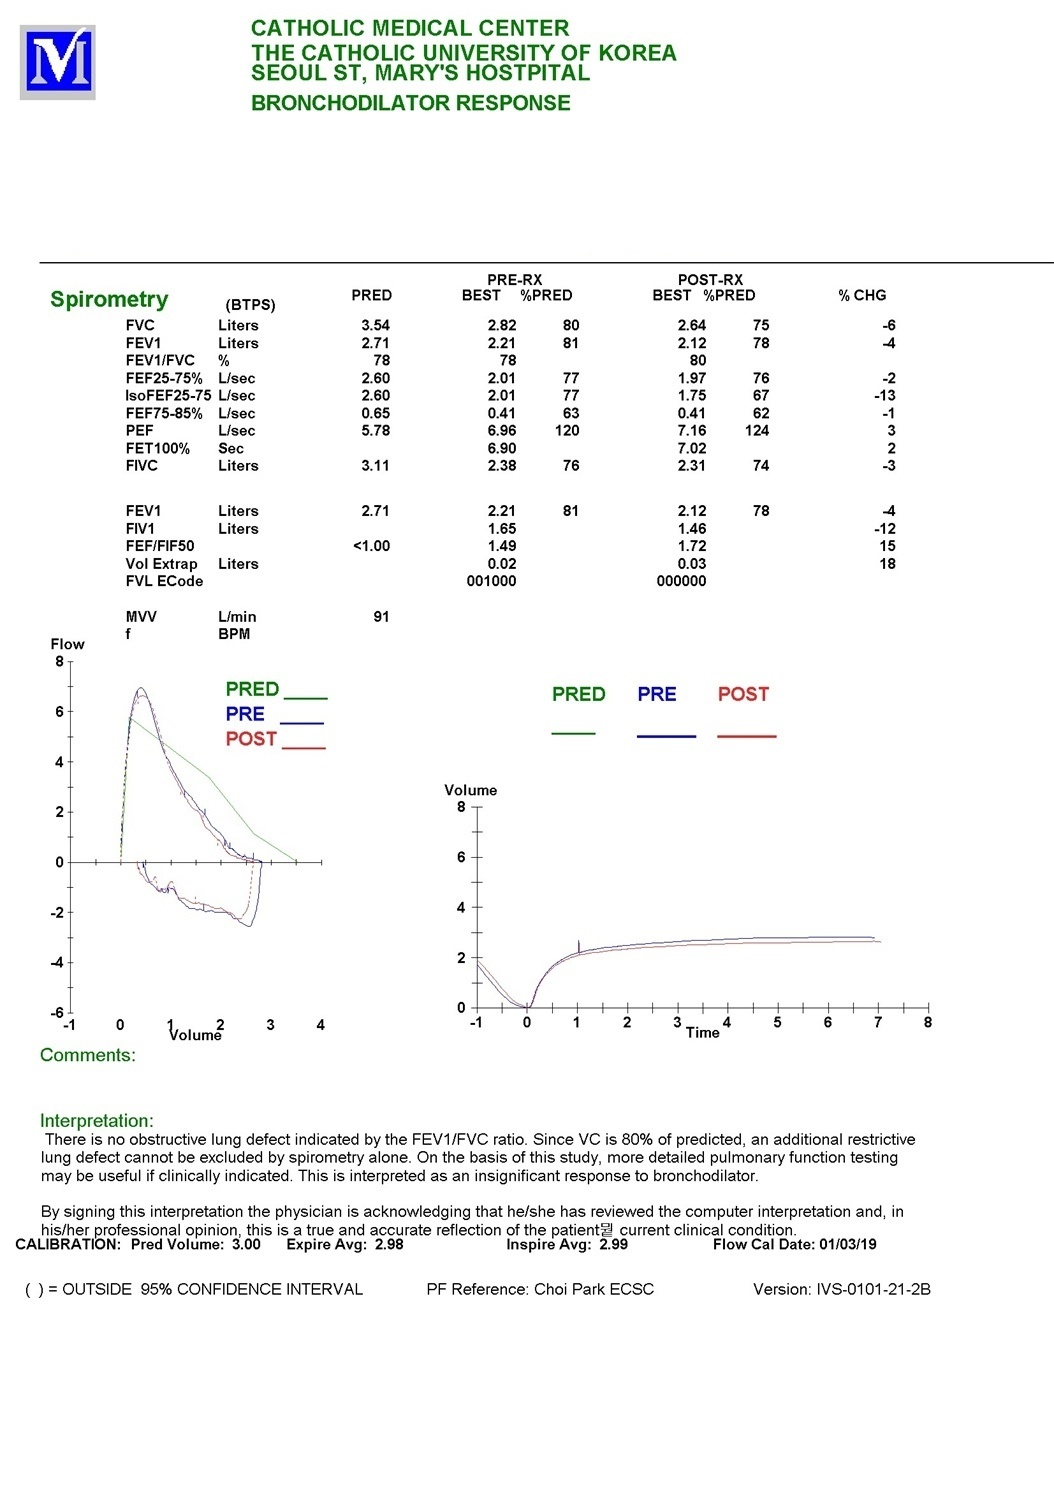 CATHOLIC MEDICAL CENTER
THE CATHOLIC UNIVERSITY OF KOREA
SEOUL ST, MARY'S HOSTPITAL
BRONCHODILATOR RESPONSE
PRE-RX POST-RX
Spirometry (BTPS) PRED BEST %PRED BEST %PRED % CHG
FVC Liters 3.54 2.82 80 2.64 75 -6
FEV1 Liters 2.71 2.21 81 2.12 78 -4
FEV1/FVC % 78 78 80
FEF25-75% L/sec 2.60 2.01 77 1.97 76 -2
IsoFEF25-75 L/sec 2.60 2.01 77 1.75 67 -13
FEF75-85% L/sec 0.65 0.41 63 0.41 62 -1
PEF L/sec 5.78 6.96 120 7.16 124 3
FET100% Sec 6.90 7.02 2
FIVC Liters 3.11 2.38 76 2.31 74 -3
FEV1 Liters 2.71 2.21 81 2.12 78 -4
FIV1 Liters 1.65 1.46 -12
FEF/FIF50 <1.00 1.49 1.72 15
Vol Extrap Liters 0.02 0.03 18
FVL ECode 001000 000000
MVV L/min 91
f BPM
Flow
8
6
4
2
0
-2
-4
-6
-1 0 1 2 3 4
Volume
PRED
PRE
POST
PRED PRE POST
Volume
8
6
4
2
0
-1 0 1 2 3 4 5 6 7 8
Time
Comments:
Interpretation:
There is no obstructive lung defect indicated by the FEV1/FVC ratio. Since VC is 80% of predicted, an additional restrictive
lung defect cannot be excluded by spirometry alone. On the basis of this study, more detailed pulmonary function testing
may be useful if clinically indicated. This is interpreted as an insignificant response to bronchodilator.
By signing this interpretation the physician is acknowledging that he/she has reviewed the computer interpretation and, in
his/her professional opinion, this is a true and accurate reflection of the patient current clinical condition.
CALIBRATION: Pred Volume: 3.00 Expire Avg: 2.98 Inspire Avg: 2.99 Flow Cal Date: 01/03/19
( ) = OUTSIDE 95% CONFIDENCE INTERVAL PF Reference: Choi Park ECSC Version: IVS-0101-21-2B